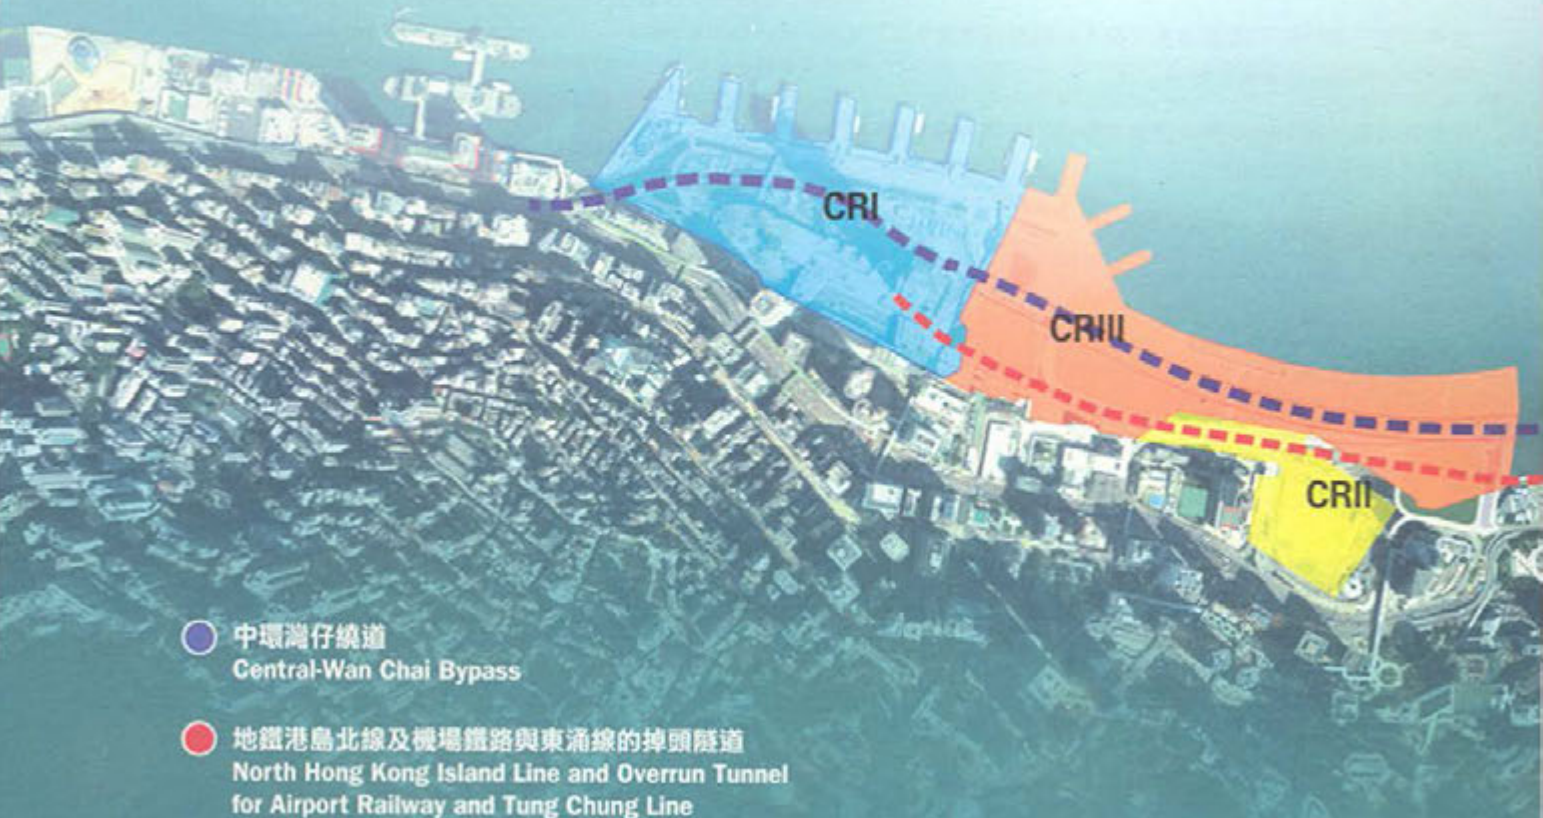 CRI
CRIII
CRII
中環灣仔繞道
Central-Wan Chai Bypass
地鐵港島北線及機場鐵路與東涌線的掉頭隧道
North Hong Kong Island Line and Overrun Tunnel
for Airport Railway and Tung Chung Line